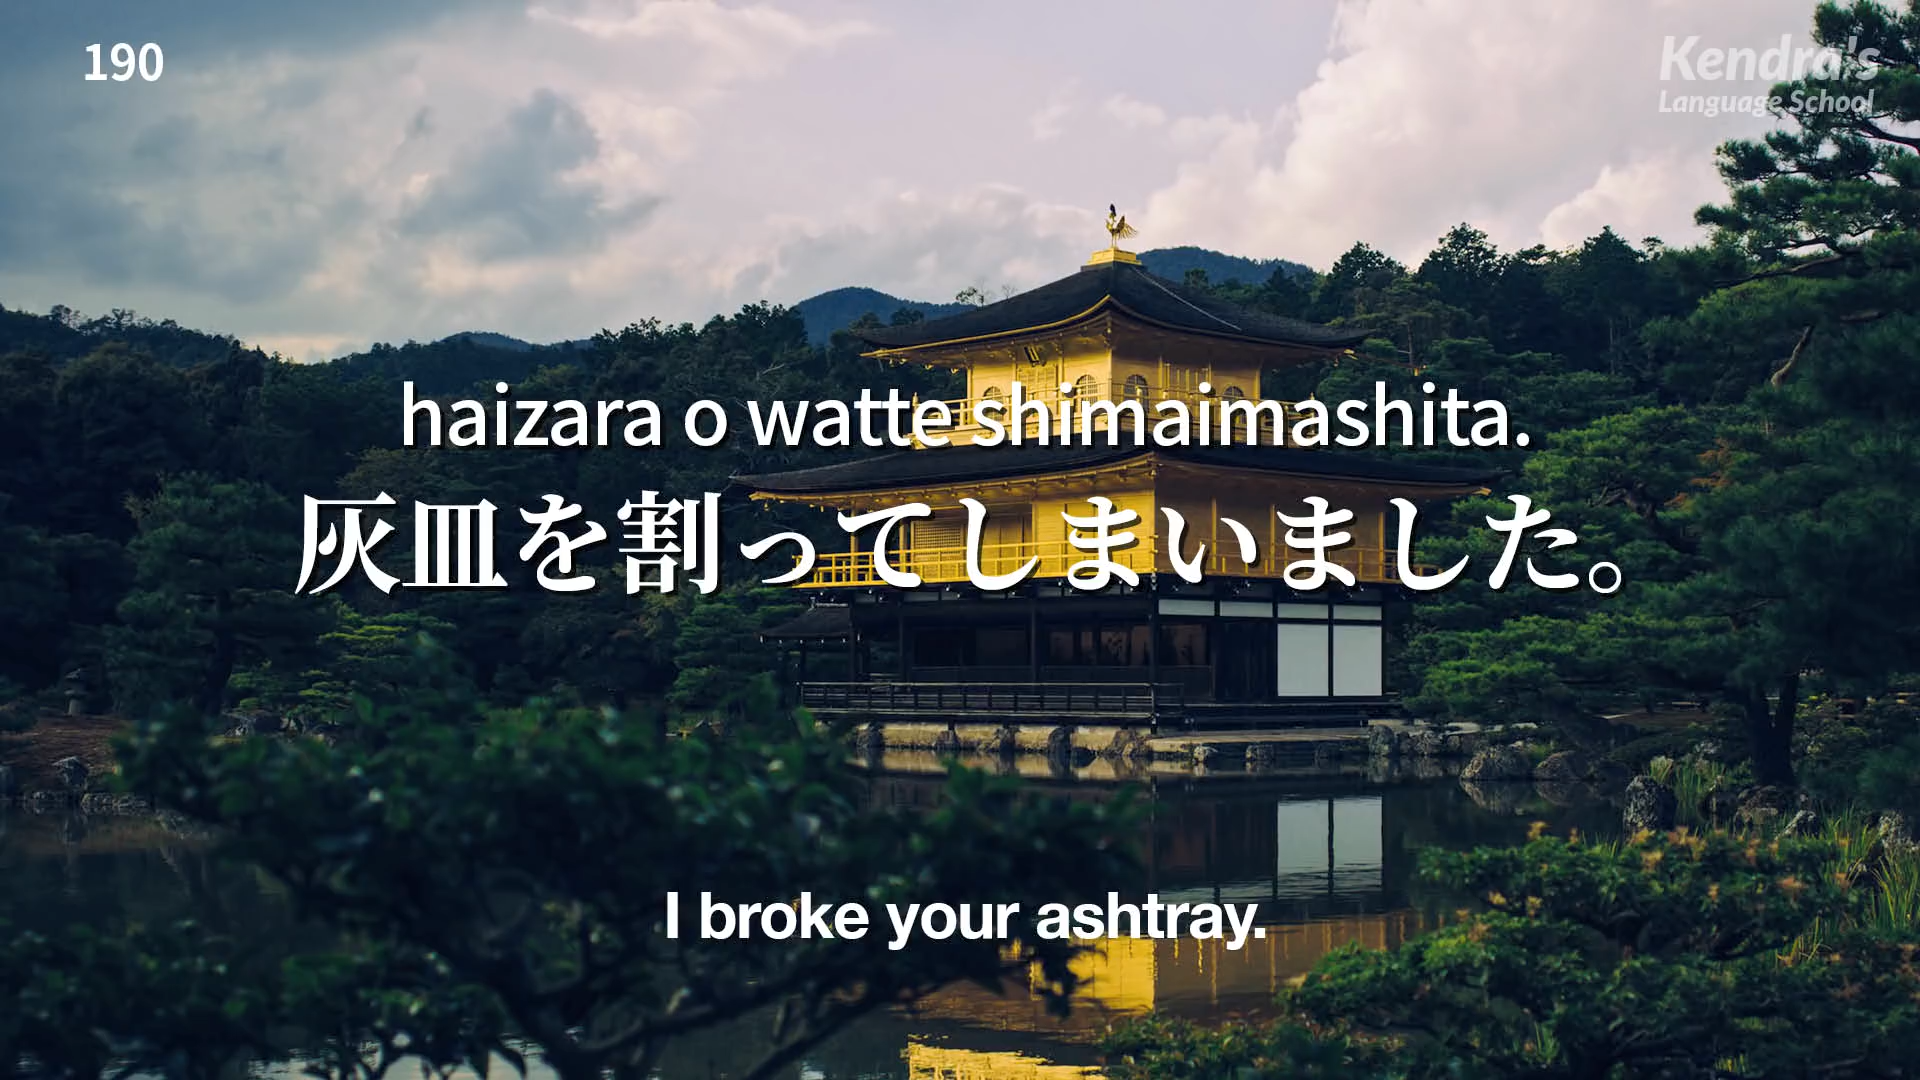 190
Kendra's
Language School
haizara o watte shimaimashita.
灰皿を割ってしまいました。
I broke your ashtray.